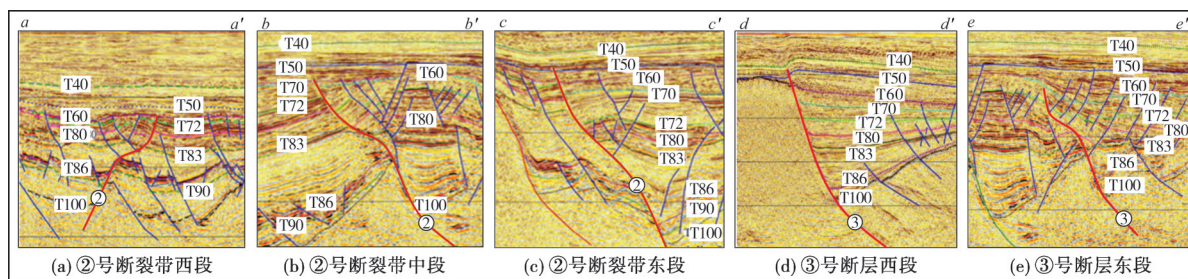 a a′
T40
T50
T60
T72
T80
T83
T86
T90
T100
②
(a) ②号断裂带西段
b b′
T40
T50
T60
T70
T72
T80
T83
T86
T100
T90
②
(b) ②号断裂带中段
c c′
T40
T50
T60
T70
T72
T80
T83
②
T86
T90
T100
(c) ②号断裂带东段
d d′
T40
T50
T60
T70
T72
T80
T83
T86
T100
③
(d) ③号断层西段
e e′
T40
T50
T60
T70
T72
T80
T83
T86
T100
③
(e) ③号断层东段